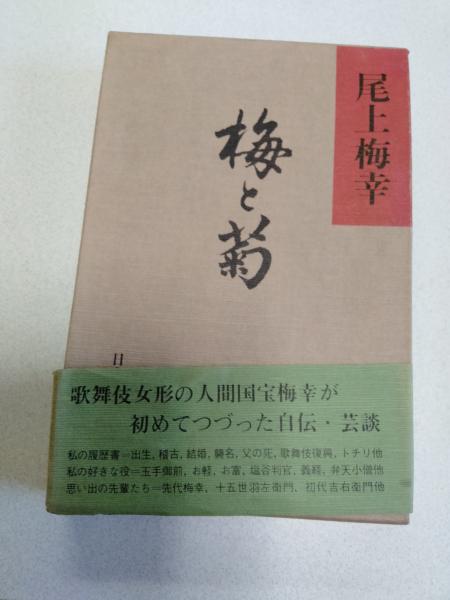 尾上梅幸
梅と菊
日
歌舞伎女形の人間国宝梅幸が
初めてつづった自伝・芸談
私の履歴書＝出生,稽古,結婚,襲名,父の死,歌舞伎復興,トチリ他
私の好きな役＝玉手御前、お軽、お富、塩谷判官、義経、弁天小僧他
思い出の先輩たち＝先代梅幸、十五世羽左衛門、初代吉右衛門他